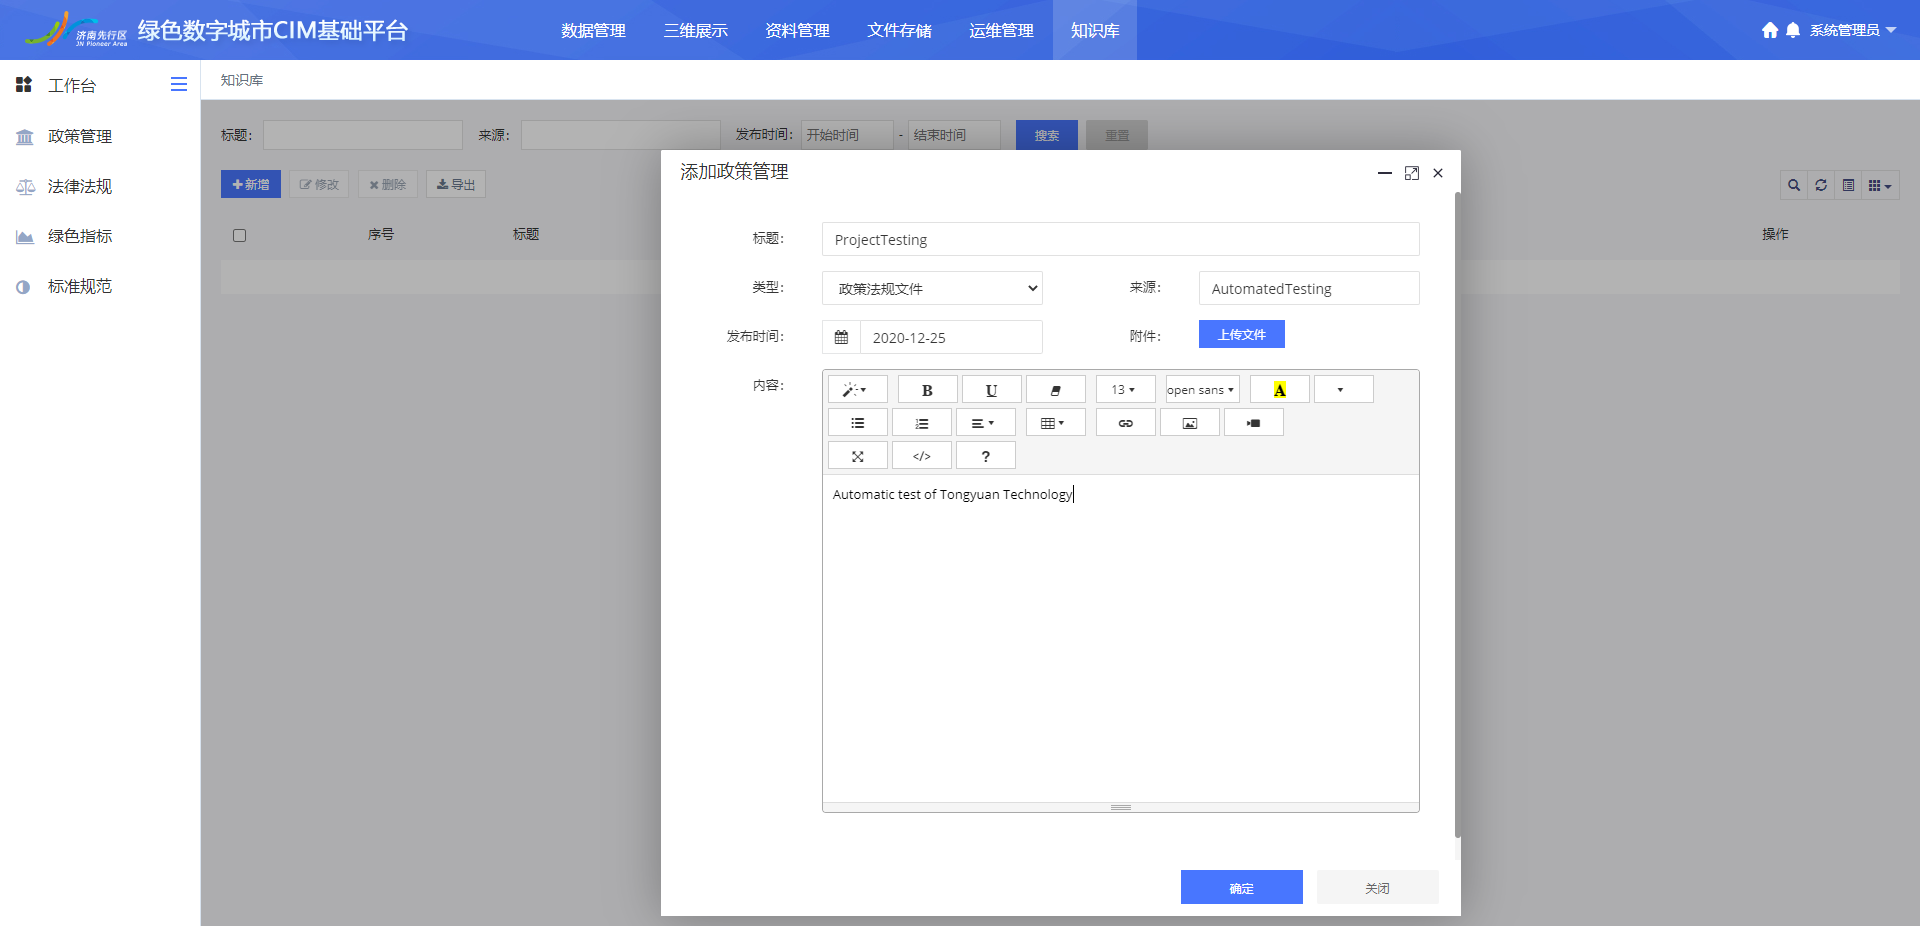 济南先行区
JN Pioneer Area
绿色数字城市CIM基础平台
数据管理 三维展示 资料管理 文件存储 运维管理 知识库
系统管理员
工作台
政策管理
法律法规
绿色指标
标准规范
知识库
标题： 来源： 发布时间： 开始时间 - 结束时间 搜索 重置
新增 修改 删除 导出
序号 标题 操作
添加政策管理
标题： ProjectTesting
类型： 政策法规文件 来源： AutomatedTesting
发布时间： 2020-12-25 附件： 上传文件
内容： B U 13 open sans A
</> ?
Automatic test of Tongyuan Technology
确定 关闭